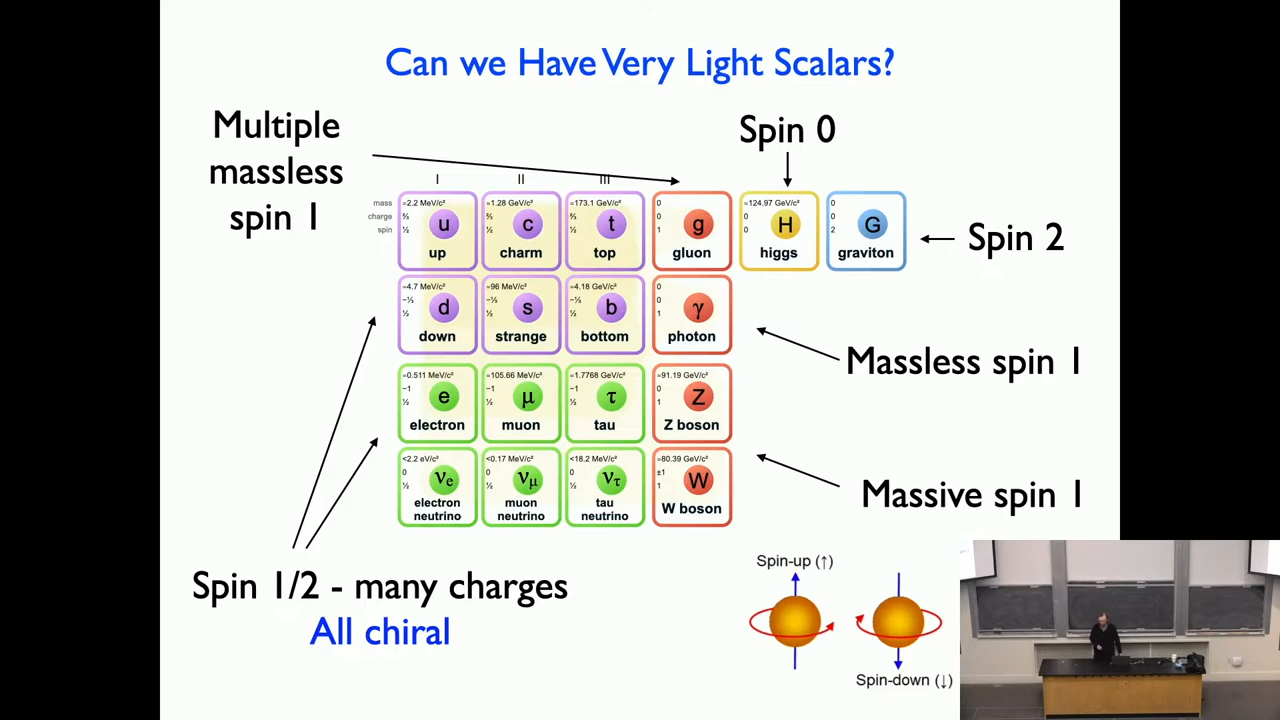 Can we Have Very Light Scalars?
Multiple
massless
spin 1
Spin 0
I
II
III
mass
charge
spin
≈2.2 MeV/c²
⅔
½
u
up
≈1.28 GeV/c²
⅔
½
c
charm
≈173.1 GeV/c²
⅔
½
t
top
0
0
1
g
gluon
≈124.97 GeV/c²
0
0
H
higgs
0
0
2
G
graviton
Spin 2
≈4.7 MeV/c²
−⅓
½
d
down
≈96 MeV/c²
−⅓
½
s
strange
≈4.18 GeV/c²
−⅓
½
b
bottom
0
0
1
γ
photon
Massless spin 1
≈0.511 MeV/c²
−1
½
e
electron
≈105.66 MeV/c²
−1
½
μ
muon
≈1.7768 GeV/c²
−1
½
τ
tau
≈91.19 GeV/c²
0
1
Z
Z boson
<2.2 eV/c²
0
½
νe
electron
neutrino
<0.17 MeV/c²
0
½
νμ
muon
neutrino
<18.2 MeV/c²
0
½
ντ
tau
neutrino
≈80.39 GeV/c²
±1
1
W
W boson
Massive spin 1
Spin 1/2 - many charges
All chiral
Spin-up (↑)
Spin-down (↓)